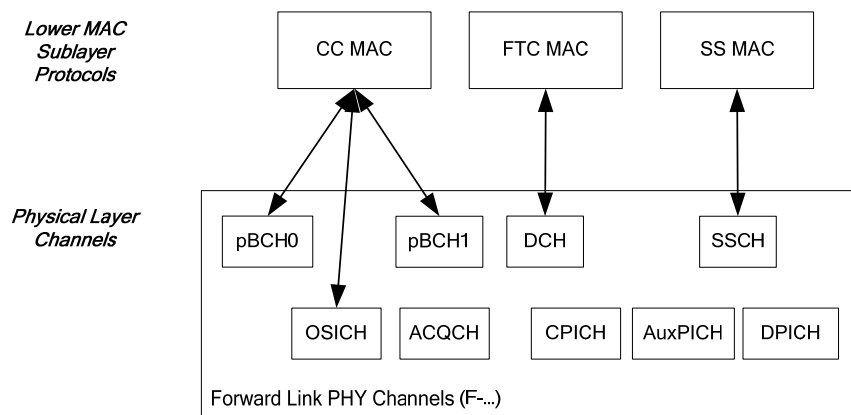 Lower MAC
Sublayer
Protocols
CC MAC
FTC MAC
SS MAC
Physical Layer
Channels
pBCH0
pBCH1
DCH
SSCH
OSICH
ACQCH
CPICH
AuxPICH
DPICH
Forward Link PHY Channels (F-...)